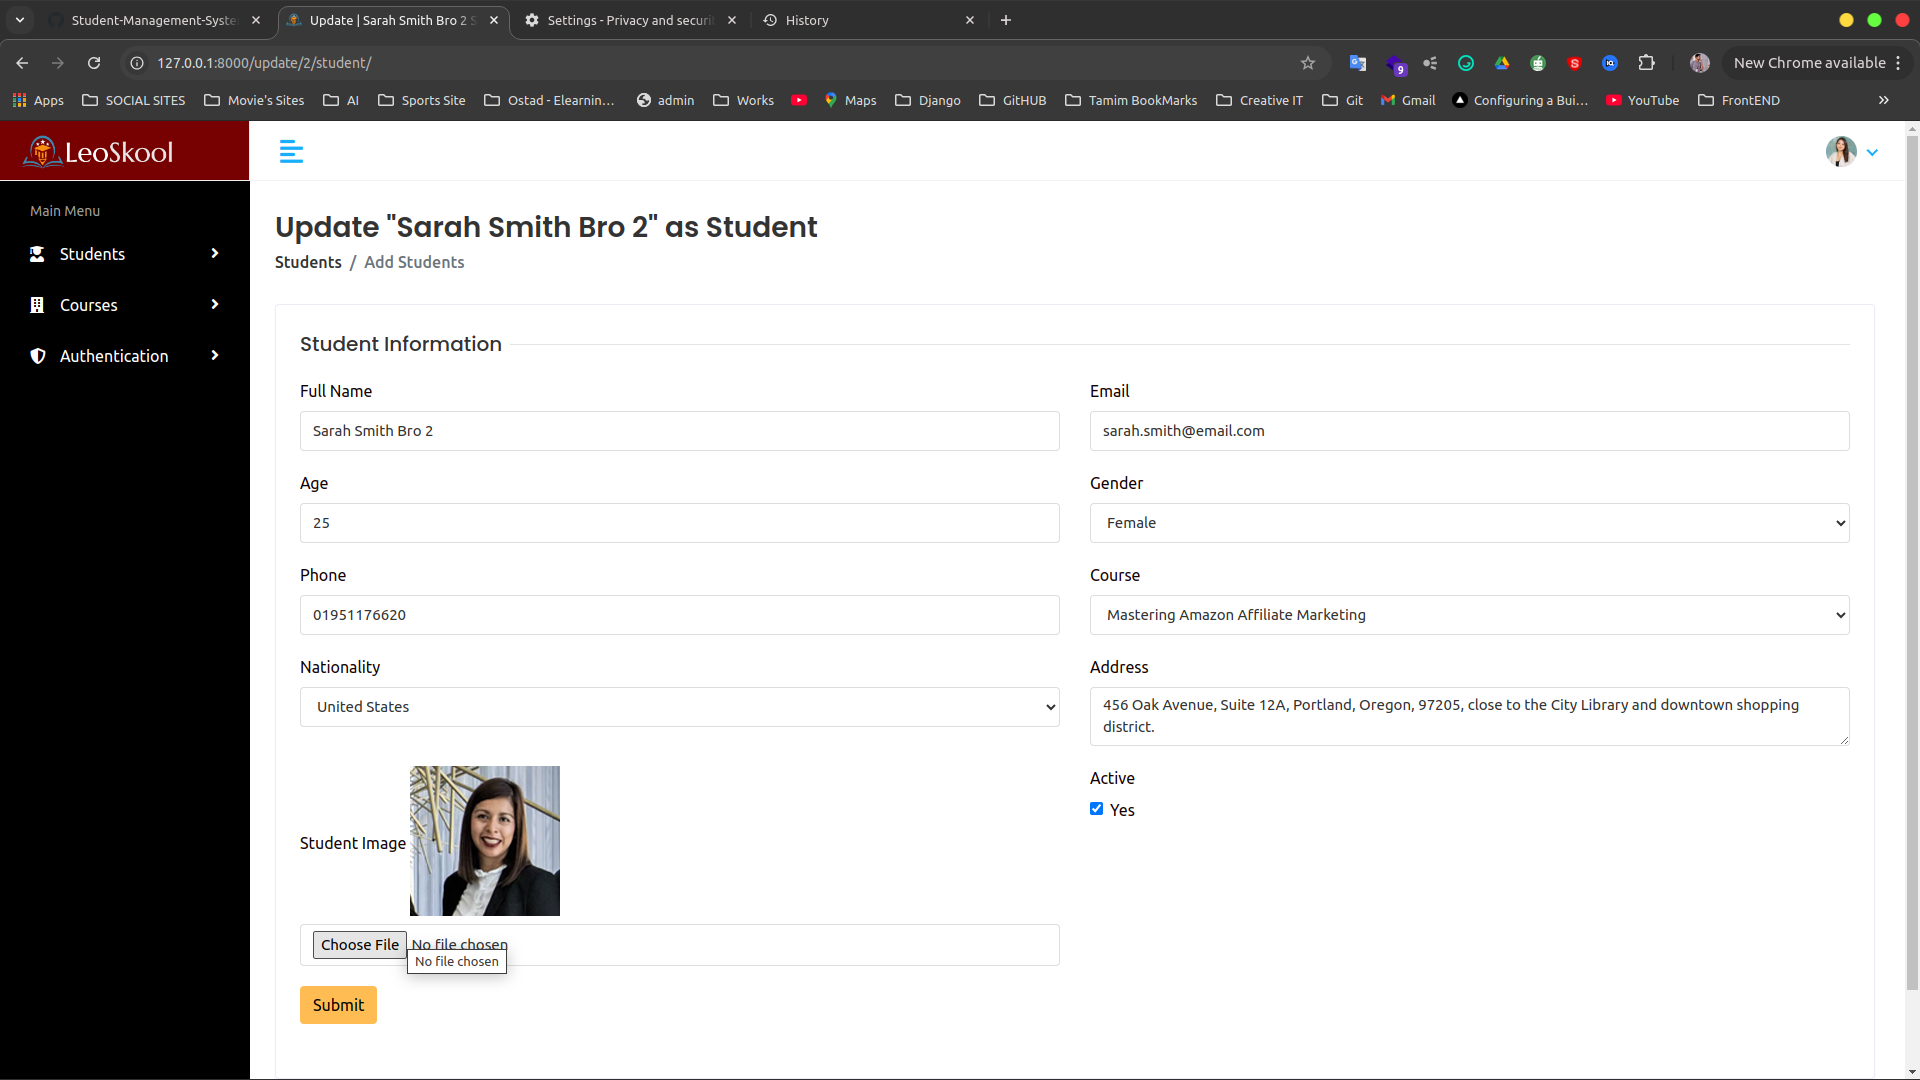 Student-Management-Syste
Update | Sarah Smith Bro 2 S
Settings - Privacy and securi
History
127.0.0.1:8000/update/2/student/
9
New Chrome available
Apps
SOCIAL SITES
Movie's Sites
AI
Sports Site
Ostad - Elearnin...
admin
Works
Maps
Django
GitHUB
Tamim BookMarks
Creative IT
Git
Gmail
Configuring a Bui...
YouTube
FrontEND
LeoSkool
Main Menu
Students
Courses
Authentication
Update "Sarah Smith Bro 2" as Student
Students / Add Students
Student Information
Full Name
Sarah Smith Bro 2
Email
sarah.smith@email.com
Age
25
Gender
Female
Phone
01951176620
Course
Mastering Amazon Affiliate Marketing
Nationality
United States
Address
456 Oak Avenue, Suite 12A, Portland, Oregon, 97205, close to the City Library and downtown shopping
district.
Student Image
Active
Yes
Choose File No file chosen
No file chosen
Submit